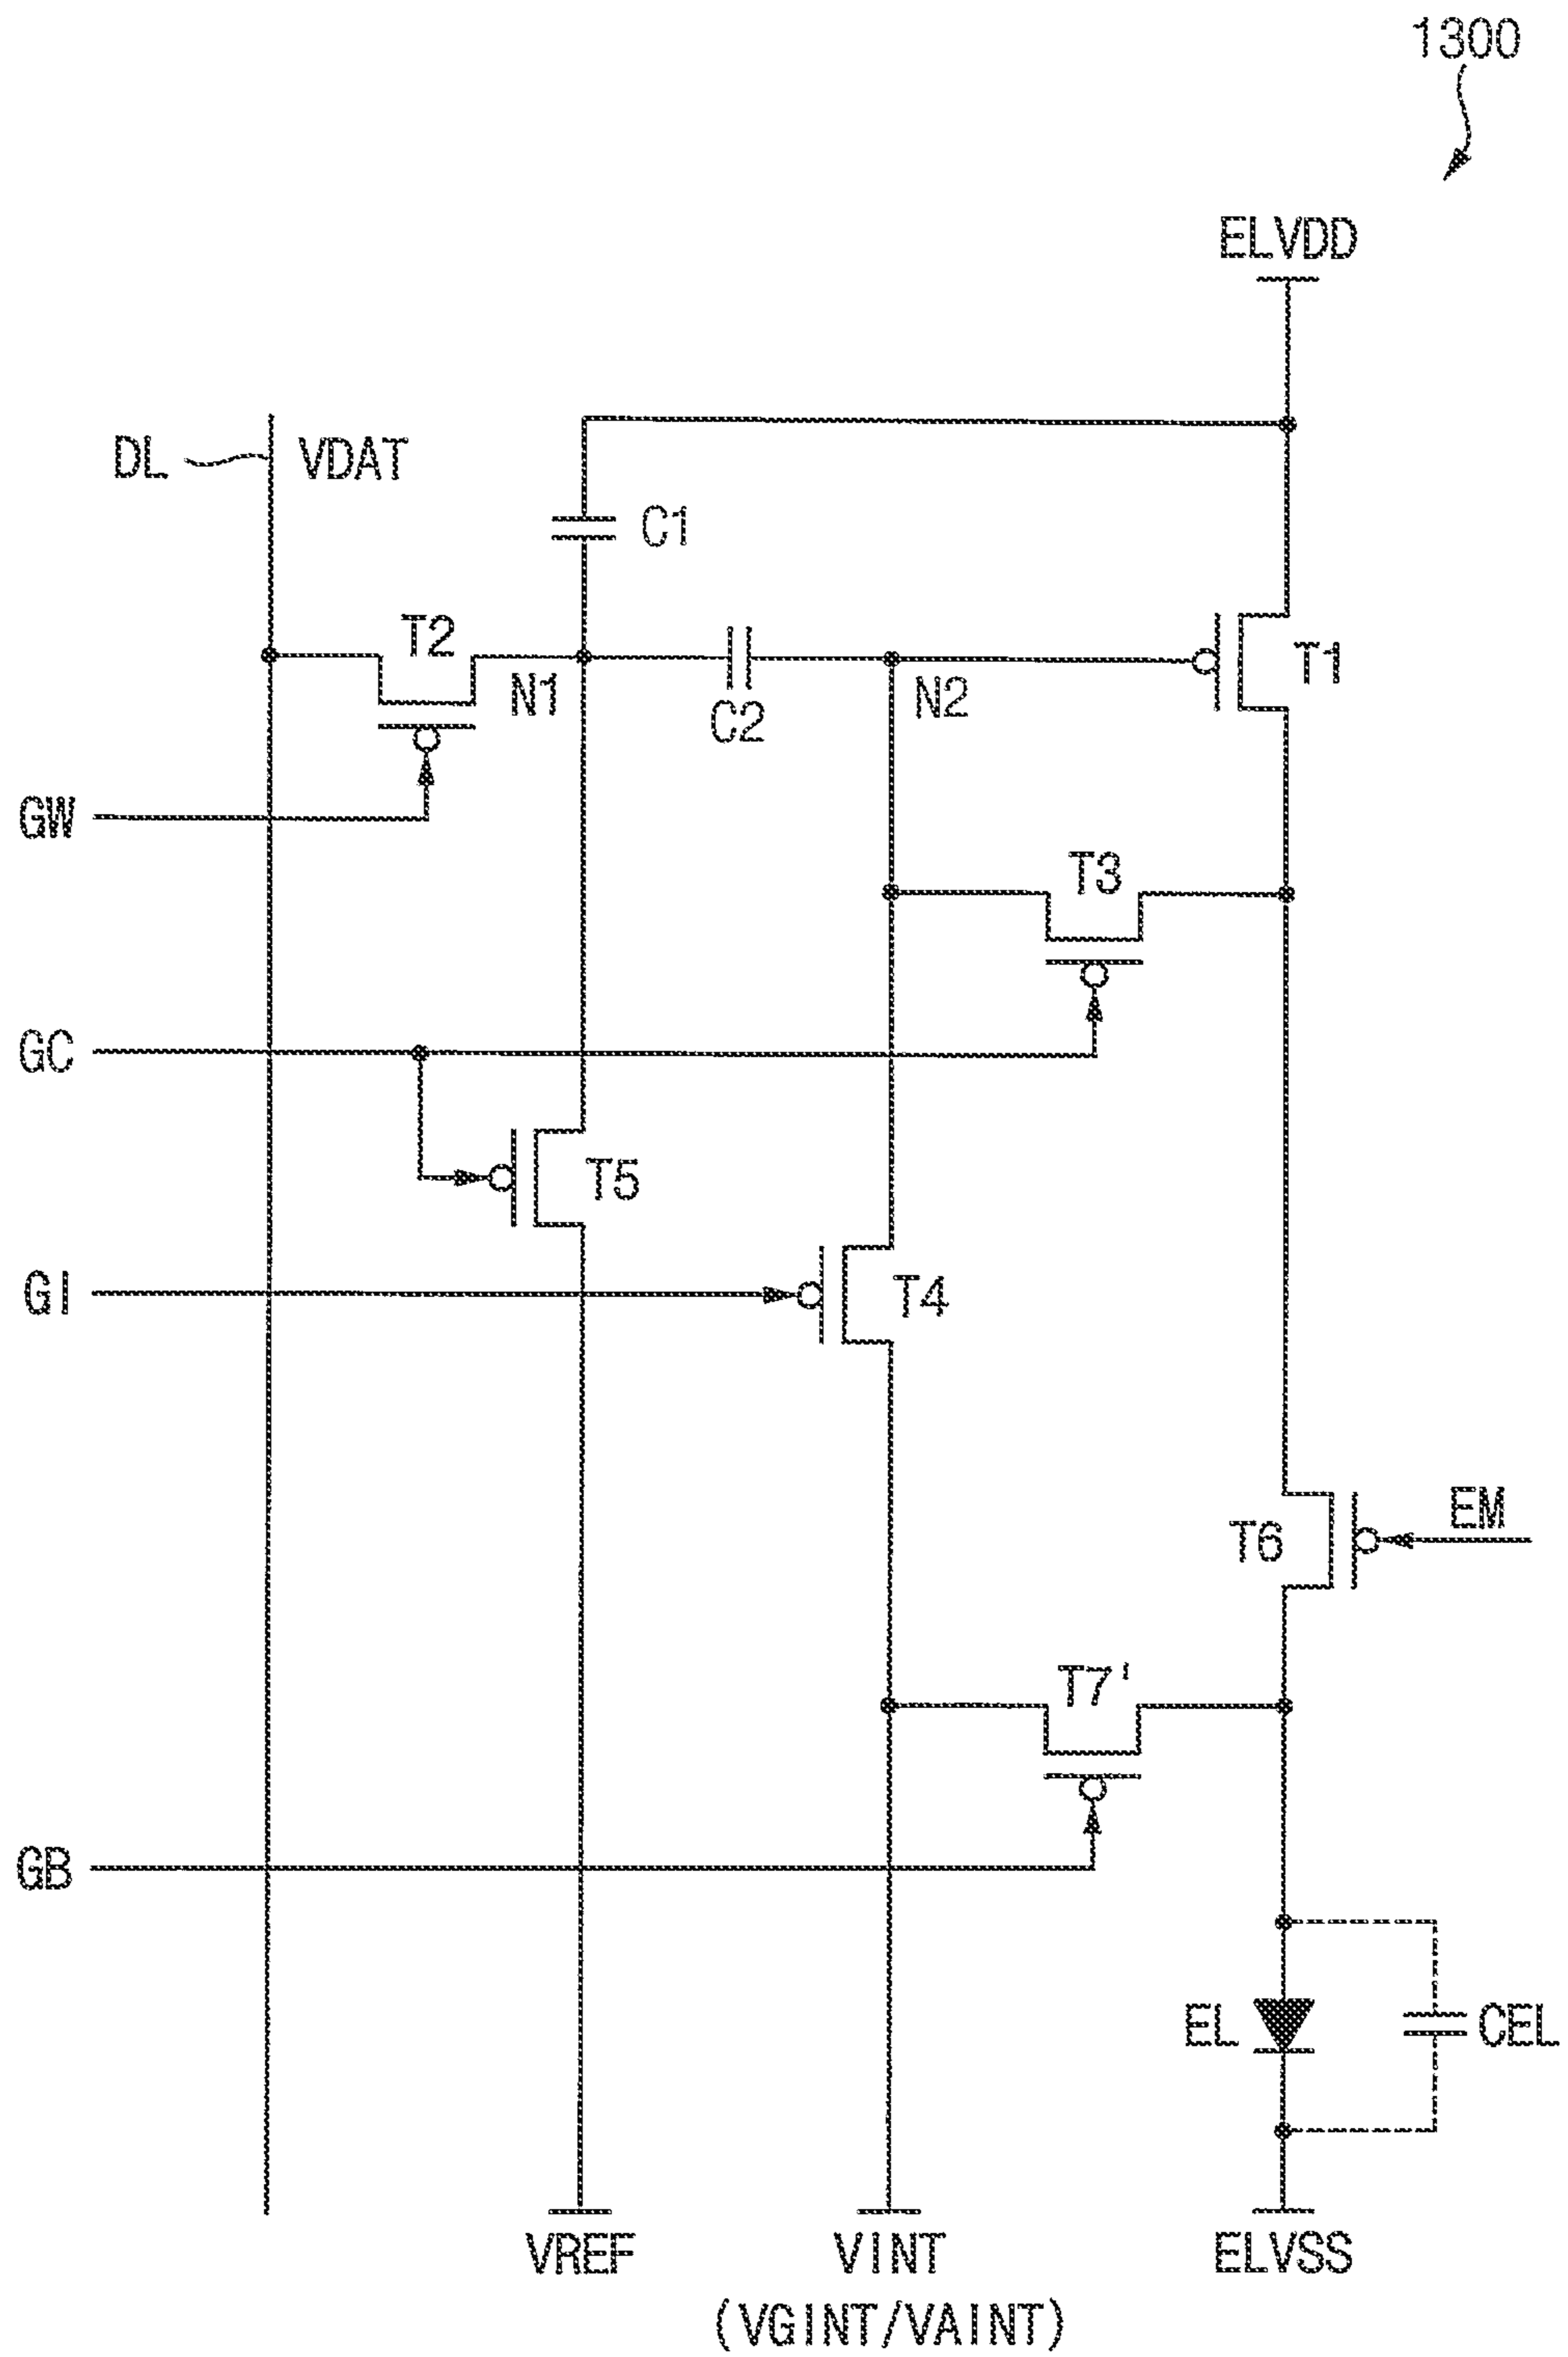 1300
ELVDD
DL
VDAT
C1
T2
N1
C2
N2
T1
GW
T3
GC
T5
GI
T4
EM
T6
T7'
GB
EL
CEL
VREF
VINT
ELVSS
(VGINT/VAINT)